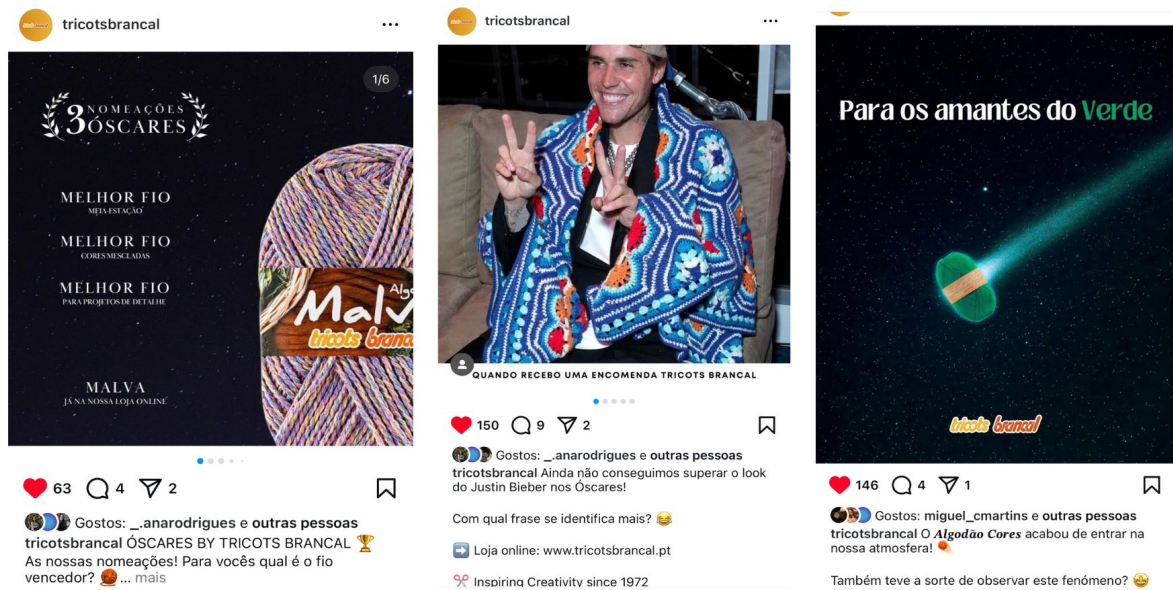 tricotsbrancal
1/6
3 NOMEAÇÕES
ÓSCARES
MELHOR FIO
MEIA-ESTAÇÃO
MELHOR FIO
CORES MESCLADAS
MELHOR FIO
PARA PROJETOS DE DETALHE
MALVA
JÁ NA NOSSA LOJA ONLINE
Algo
Malv
tricots brancal
63 4 2
Gostos: _.anarodrigues e outras pessoas
tricotsbrancal ÓSCARES BY TRICOTS BRANCAL 🏆
As nossas nomeações! Para você qual é o fio
vencedor? 🧶 ... mais
tricotsbrancal
QUANDO RECEBO UMA ENCOMENDA TRICOTS BRANCAL
150 9 2
Gostos: _.anarodrigues e outras pessoas
tricotsbrancal Ainda não conseguimos superar o look
do Justin Bieber nos Óscares!
Com qual frase se identifica mais? 😂
➡️ Loja online: www.tricotsbrancal.pt
✂️ Inspiring Creativity since 1972
Para os amantes do Verde
tricots brancal
146 4 1
Gostos: miguel_cmartins e outras pessoas
tricotsbrancal O Algodão Cores acabou de entrar na
nossa atmosfera! ☄️
Também teve a sorte de observar este fenómeno? 🤩